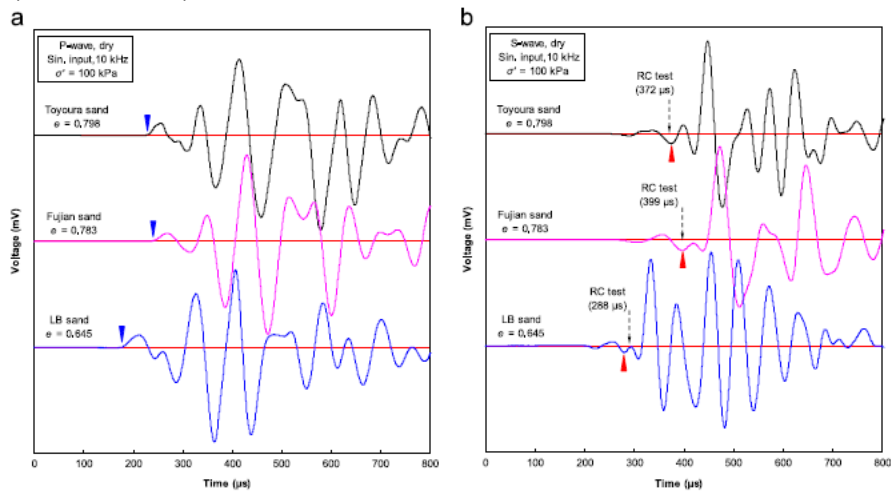 a
P-wave, dry
Sin. input, 10 kHz
σ' = 100 kPa
Toyoura sand
e = 0.798
Fujian sand
e = 0.783
LB sand
e = 0.645
Voltage (mV)
0 100 200 300 400 500 600 700 800
Time (μs)
b
S-wave, dry
Sin. input, 10 kHz
σ' = 100 kPa
RC test
(372 μs)
Toyoura sand
e = 0.798
RC test
(399 μs)
Fujian sand
e = 0.783
RC test
(288 μs)
LB sand
e = 0.645
Voltage (mV)
0 100 200 300 400 500 600 700 800
Time (μs)